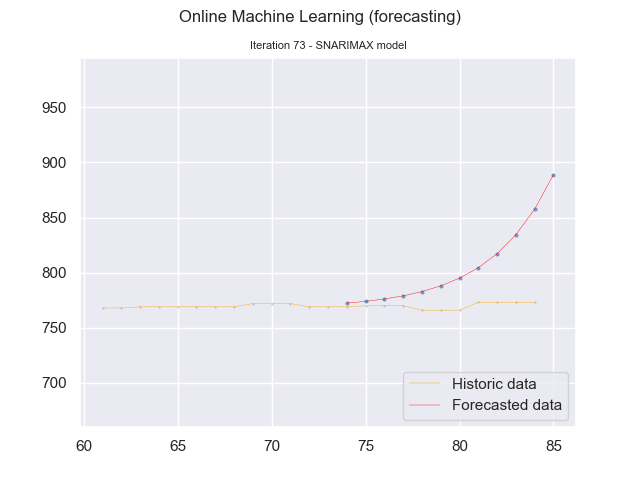 Online Machine Learning (forecasting)
Iteration 73 - SNARIMAX model
950
900
850
800
750
700
60 65 70 75 80 85
Historic data
Forecasted data